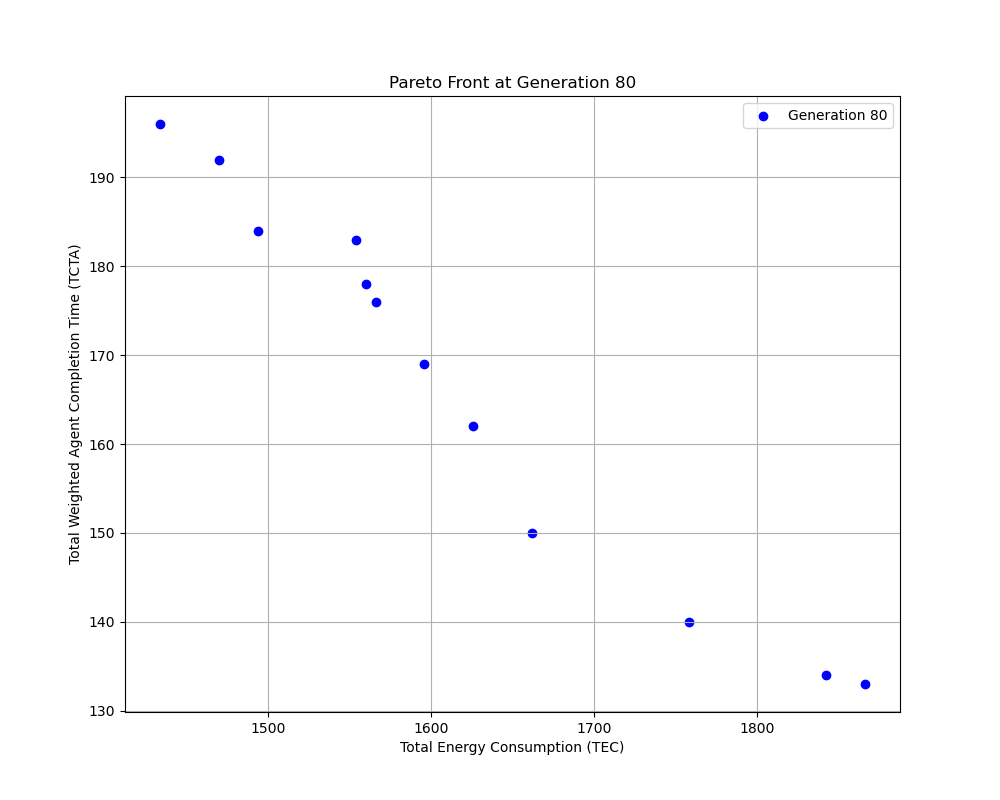 Pareto Front at Generation 80
Generation 80
190
180
170
160
150
140
130
Total Weighted Agent Completion Time (TCTA)
1500 1600 1700 1800
Total Energy Consumption (TEC)